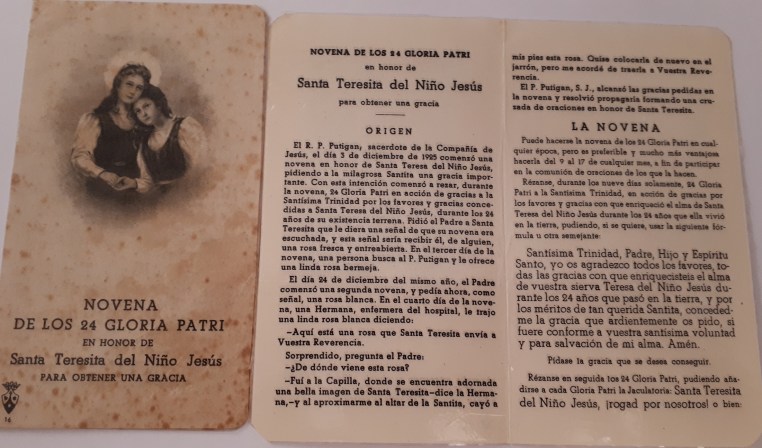 NOVENA
DE LOS 24 GLORIA PATRI
EN HONOR DE
Santa Teresita del Niño Jesús
PARA OBTENER UNA GRACIA
NOVENA DE LOS 24 GLORIA PATRI
en honor de
Santa Teresita del Niño Jesús
para obtener una gracia
ORIGEN
El R. P. Putigan; sacerdote de la Compañía de
Jesús, el día 3 de diciembre de 1925 comenzó una
novena en honor de Santa Teresa del Niño Jesús,
pidiendo a la milagrosa Santita una gracia impor-
tante. Con esta intención comenzó a rezar, durante
la novena, 24 Gloria Patri en acción de gracias a la
Santísima Trinidad por los favores y gracias conce-
didas a Santa Teresa del Niño Jesús, durante los 24
años de su existencia terrena. Pidió el Padre a Santa
Teresita que le diera una señal de que su novena era
escuchada, y esta señal sería recibir él, de alguien,
una rosa fresca y entreabierta. En el tercer día de la
novena, una persona busca al P. Putigan y le ofrece
una linda rosa bermeja.
El día 24 de diciembre del mismo año, el Padre
comenzó una segunda novena, y pedía ahora, como
señal, una rosa blanca. En el cuarto día de la nove-
na, una Hermana, enfermera del hospital, le trajo
una linda rosa blanca diciendo:
—Aquí está una rosa que Santa Teresita envía a
Vuestra Reverencia.
Sorprendido, pregunta el Padre:
—¿De dónde viene esta rosa?
—Fuí a la Capilla, donde se encuentra adornada
una bella imagen de Santa Teresita-dice la Herma-
na,-y al aproximarme al altar de la Santita, cayó a
mis pies esta rosa. Quise colocarla de nuevo en el
jarrón, pero me acordé de traerla a Vuestra Reve-
rencia.
El P. Putigan, S. J., alcanzó las gracias pedidas en
la novena y resolvió propagarla formando una cru-
zada de oraciones en honor de Santa Teresita.
LA NOVENA
Puede hacerse la novena de los 24 Gloria Patri en cual-
quier época, pero es preferible y mucho más ventajosa
hacerla del 9 al 17 de cualquier mes, a fin de participar
en la comunión de oraciones de los que la hacen.
Rézanse, durante los nueve días solamente, 24 Gloria
Patri a la Santísima Trinidad, en acción de gracias por
los favores y gracias con que enriqueció el alma de Santa
Teresa del Niño Jesús durante los 24 años que ella vivió
en la tierra, pudiendo, si se quiere, usar la siguiente fór-
mula u otra semejante:
Santísima Trinidad, Padre, Hijo y Espíritu
Santo, yo os agradezco todos los favores, to-
das las gracias con que enriquecisteis el alma
de vuestra sierva Teresa del Niño Jesús du-
rante los 24 años que pasó en la tierra, y por
los méritos de tan querida Santita, conceded-
me la gracia que ardientemente os pido, si
fuere conforme a vuestra santísima voluntad
y para salvación de mi alma. Amén.
Pídase la gracia que se desea conseguir.
Rézanse en seguida los 24 Gloria Patri, pudiendo aña-
dirse a cada Gloria Patri la Jaculatoria: Santa Teresita
del Niño Jesús, ¡rogad por nosotros! o bien: